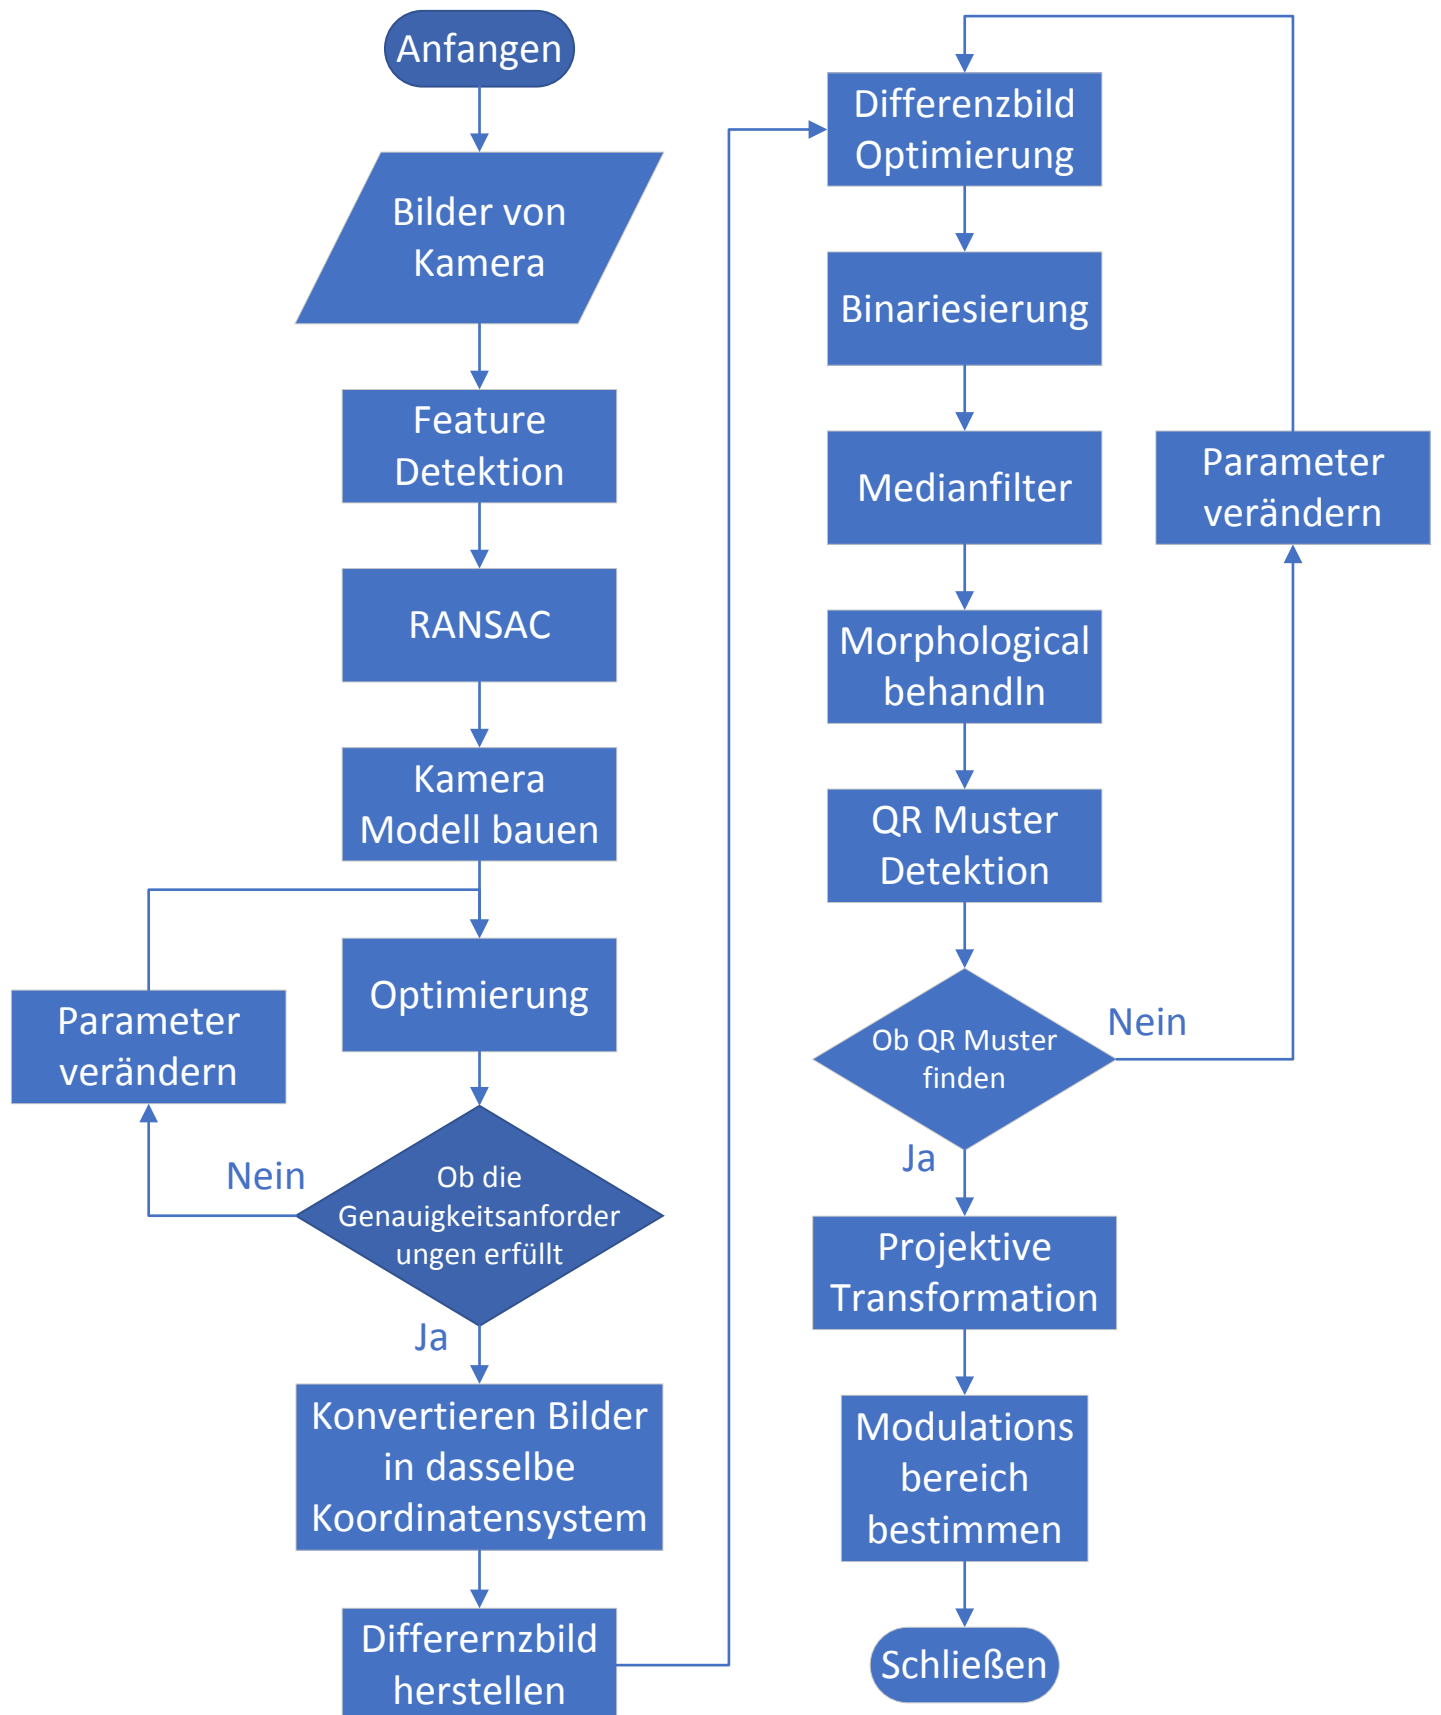 Anfangen
Bilder von
Kamera
Feature
Detektion
RANSAC
Kamera
Modell bauen
Optimierung
Parameter
verändern
Ob die
Genauigkeitsanforder
ungen erfüllt
Nein
Ja
Konvertieren Bilder
in dasselbe
Koordinatensystem
Differernzbild
herstellen
Differenzbild
Optimierung
Binariesierung
Medianfilter
Morphological
behandln
QR Muster
Detektion
Ob QR Muster
finden
Nein
Parameter
verändern
Ja
Projektive
Transformation
Modulations
bereich
bestimmen
Schließen